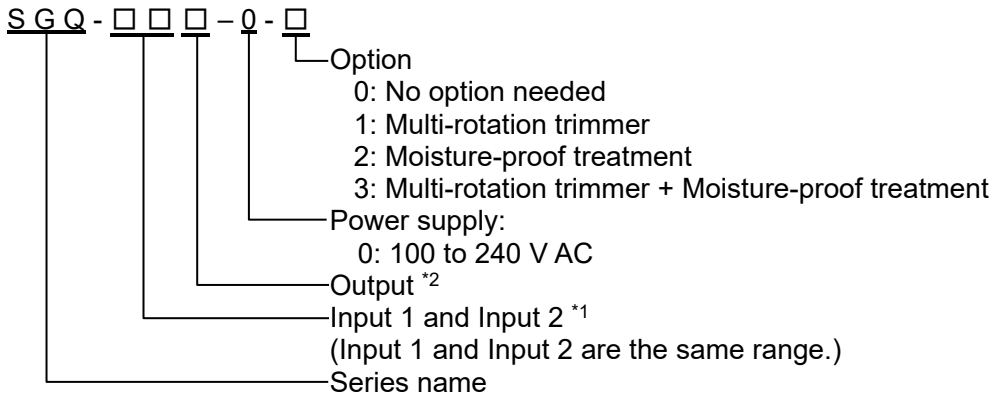 S G Q - □ □ □ – 0 - □
Option
0: No option needed
1: Multi-rotation trimmer
2: Moisture-proof treatment
3: Multi-rotation trimmer + Moisture-proof treatment
Power supply:
0: 100 to 240 V AC
Output *2
Input 1 and Input 2 *1
(Input 1 and Input 2 are the same range.)
Series name